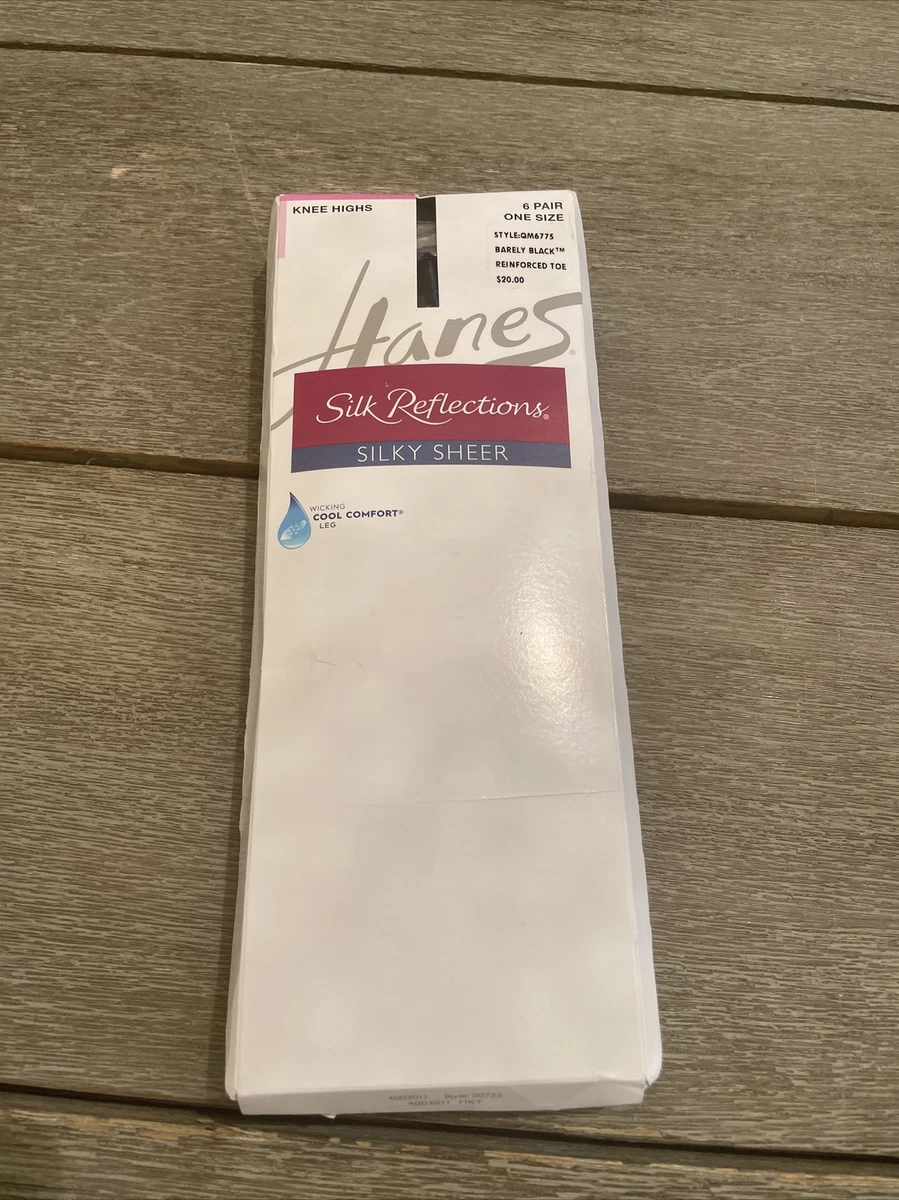 KNEE HIGHS
6 PAIR
ONE SIZE
STYLE:QM6775
BARELY BLACK™
REINFORCED TOE
$20.00
Hanes®
Silk Reflections®
SILKY SHEER
WICKING
COOL COMFORT®
LEG